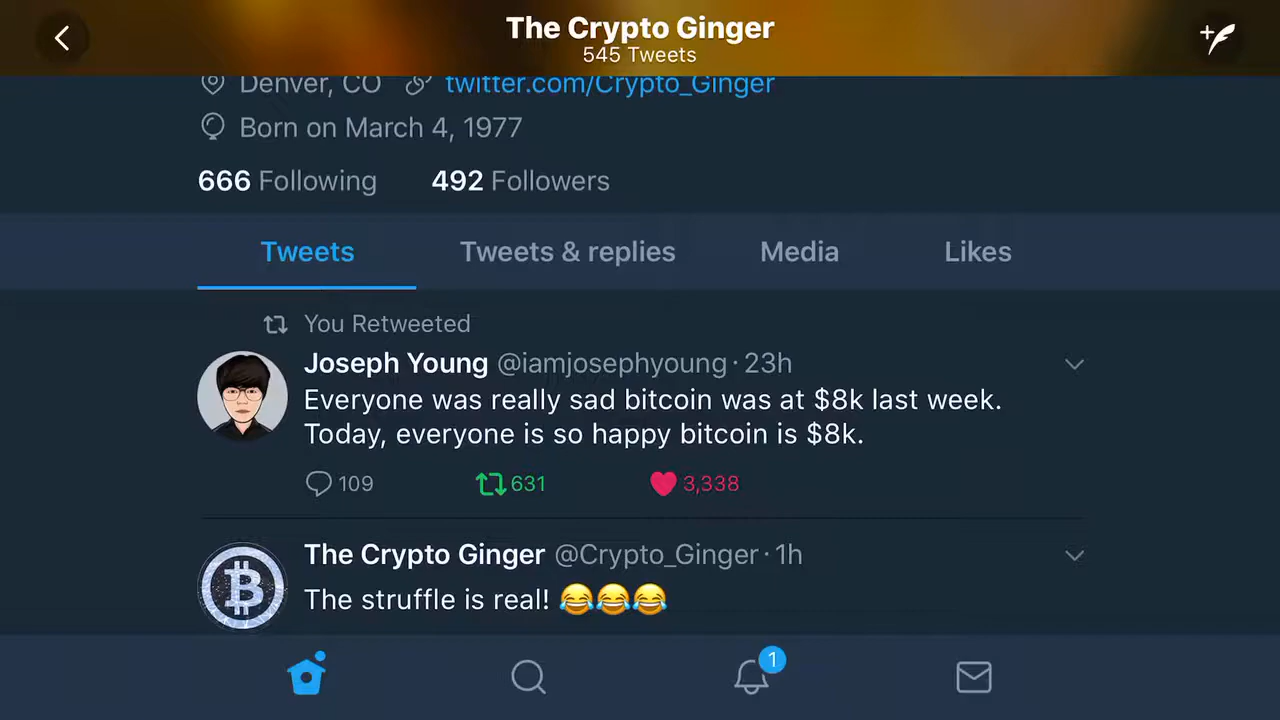 The Crypto Ginger
545 Tweets
Denver, CO twitter.com/Crypto_Ginger
Born on March 4, 1977
666 Following 492 Followers
Tweets Tweets & replies Media Likes
You Retweeted
Joseph Young @iamjosephyoung · 23h
Everyone was really sad bitcoin was at $8k last week.
Today, everyone is so happy bitcoin is $8k.
109 631 3,338
The Crypto Ginger @Crypto_Ginger · 1h
The struffle is real! 😂😂😂
1